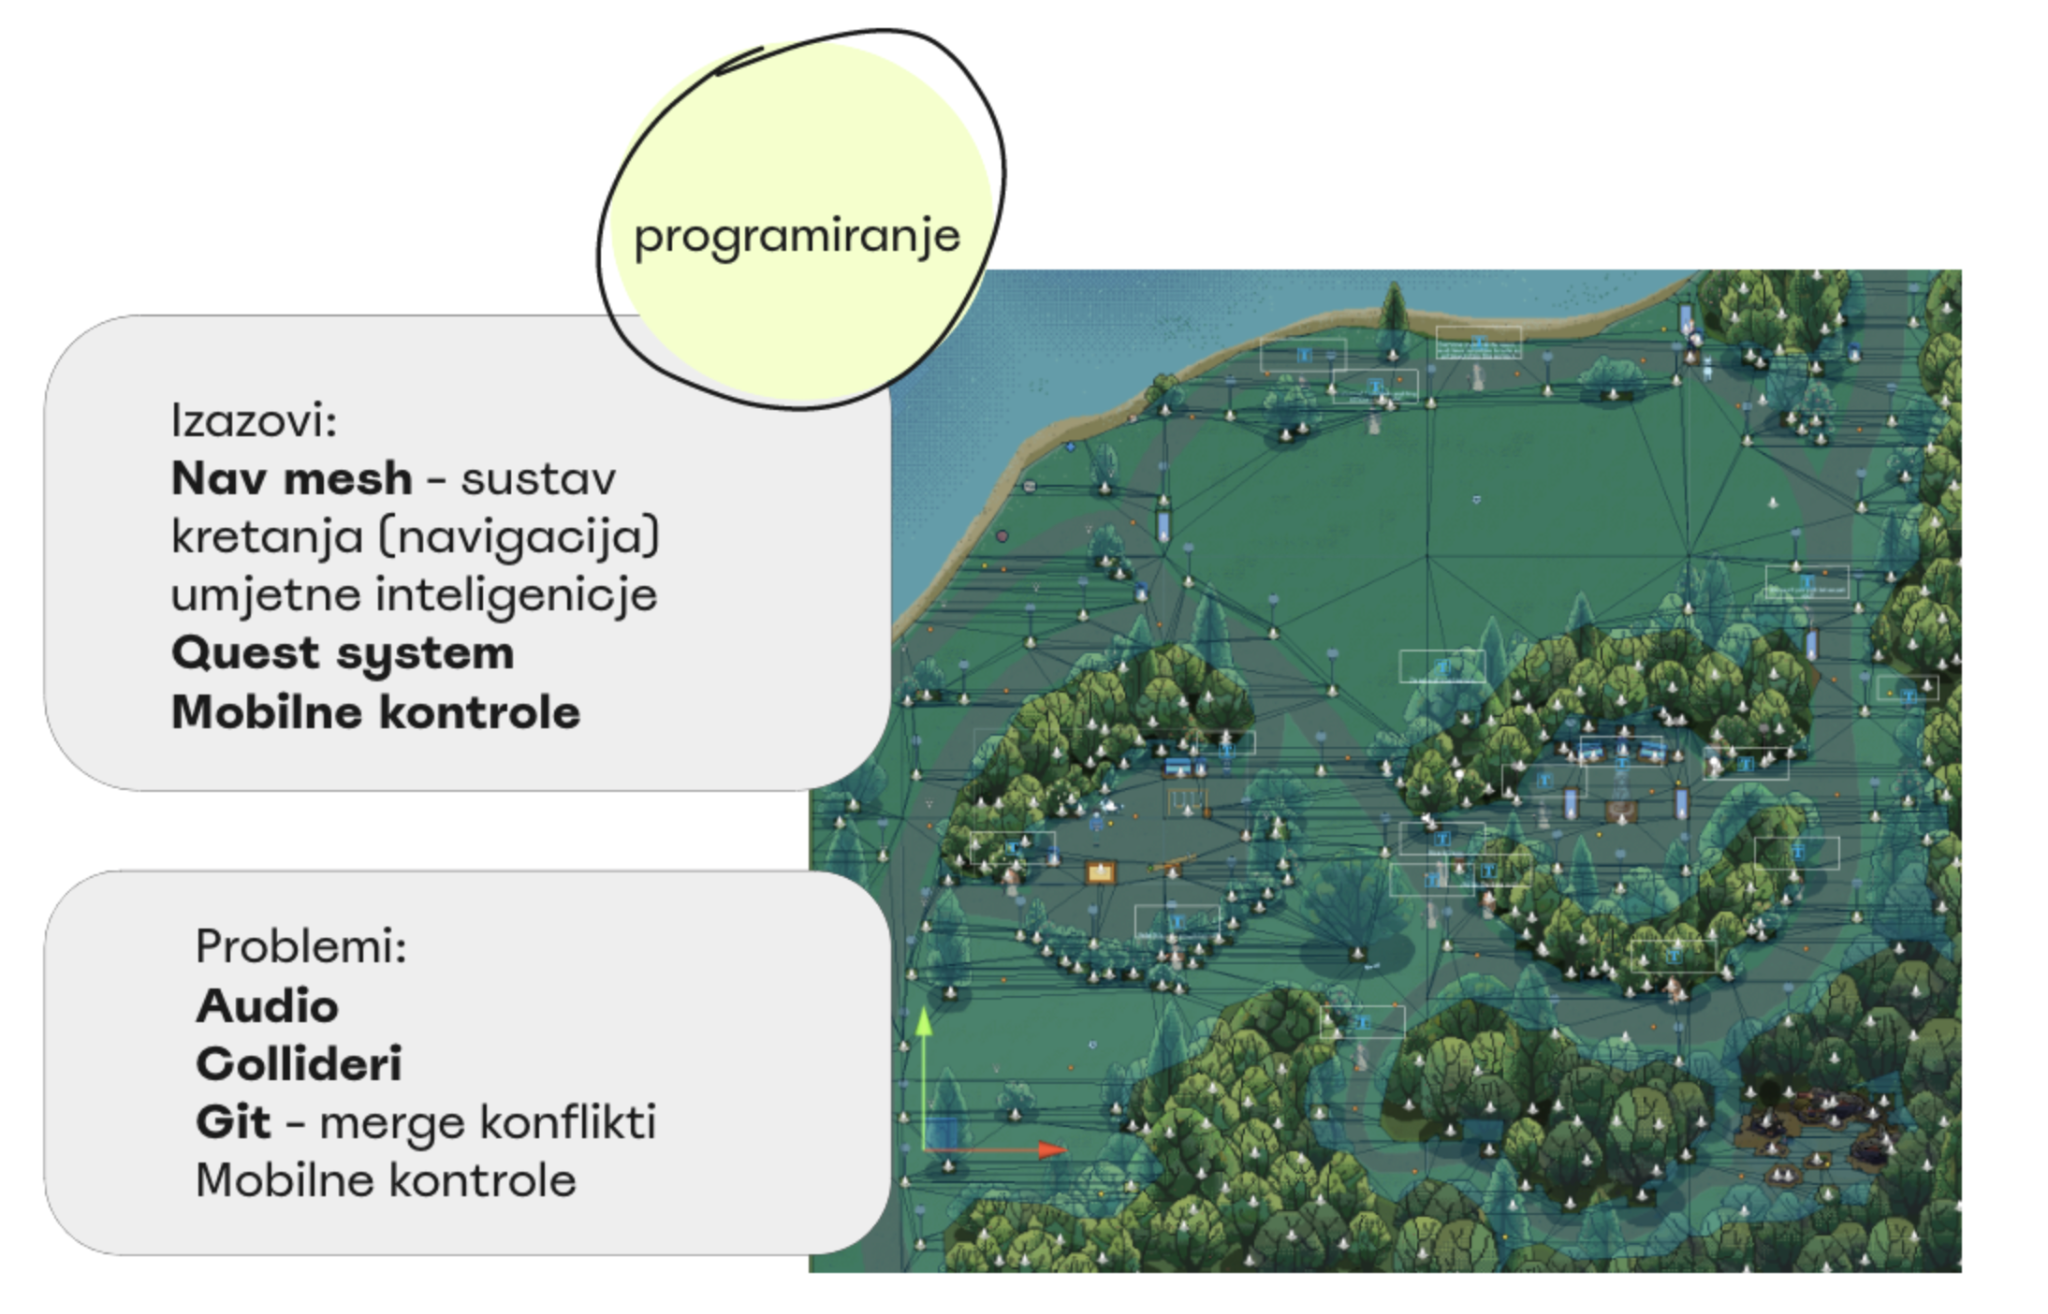 programiranje
Izazovi:
Nav mesh - sustav
kretanja (navigacija)
umjetne inteligenicje
Quest system
Mobilne kontrole
Problemi:
Audio
Collideri
Git - merge konflikti
Mobilne kontrole